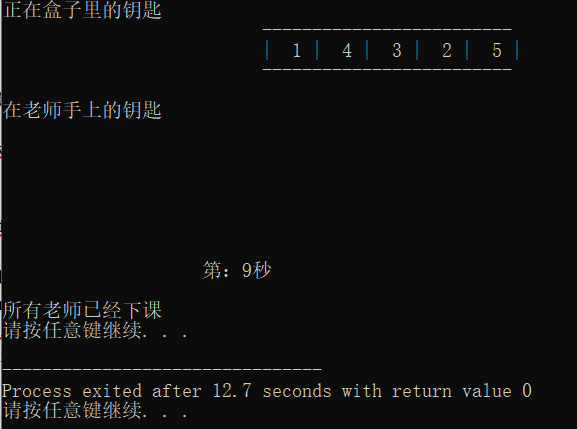 正在盒子里的钥匙
-------------------------
| 1 | 4 | 3 | 2 | 5 |
-------------------------
在老师手上的钥匙
第：9秒
所有老师已经下课
请按任意键继续. . .
--------------------------------
Process exited after 12.7 seconds with return value 0
请按任意键继续. . .